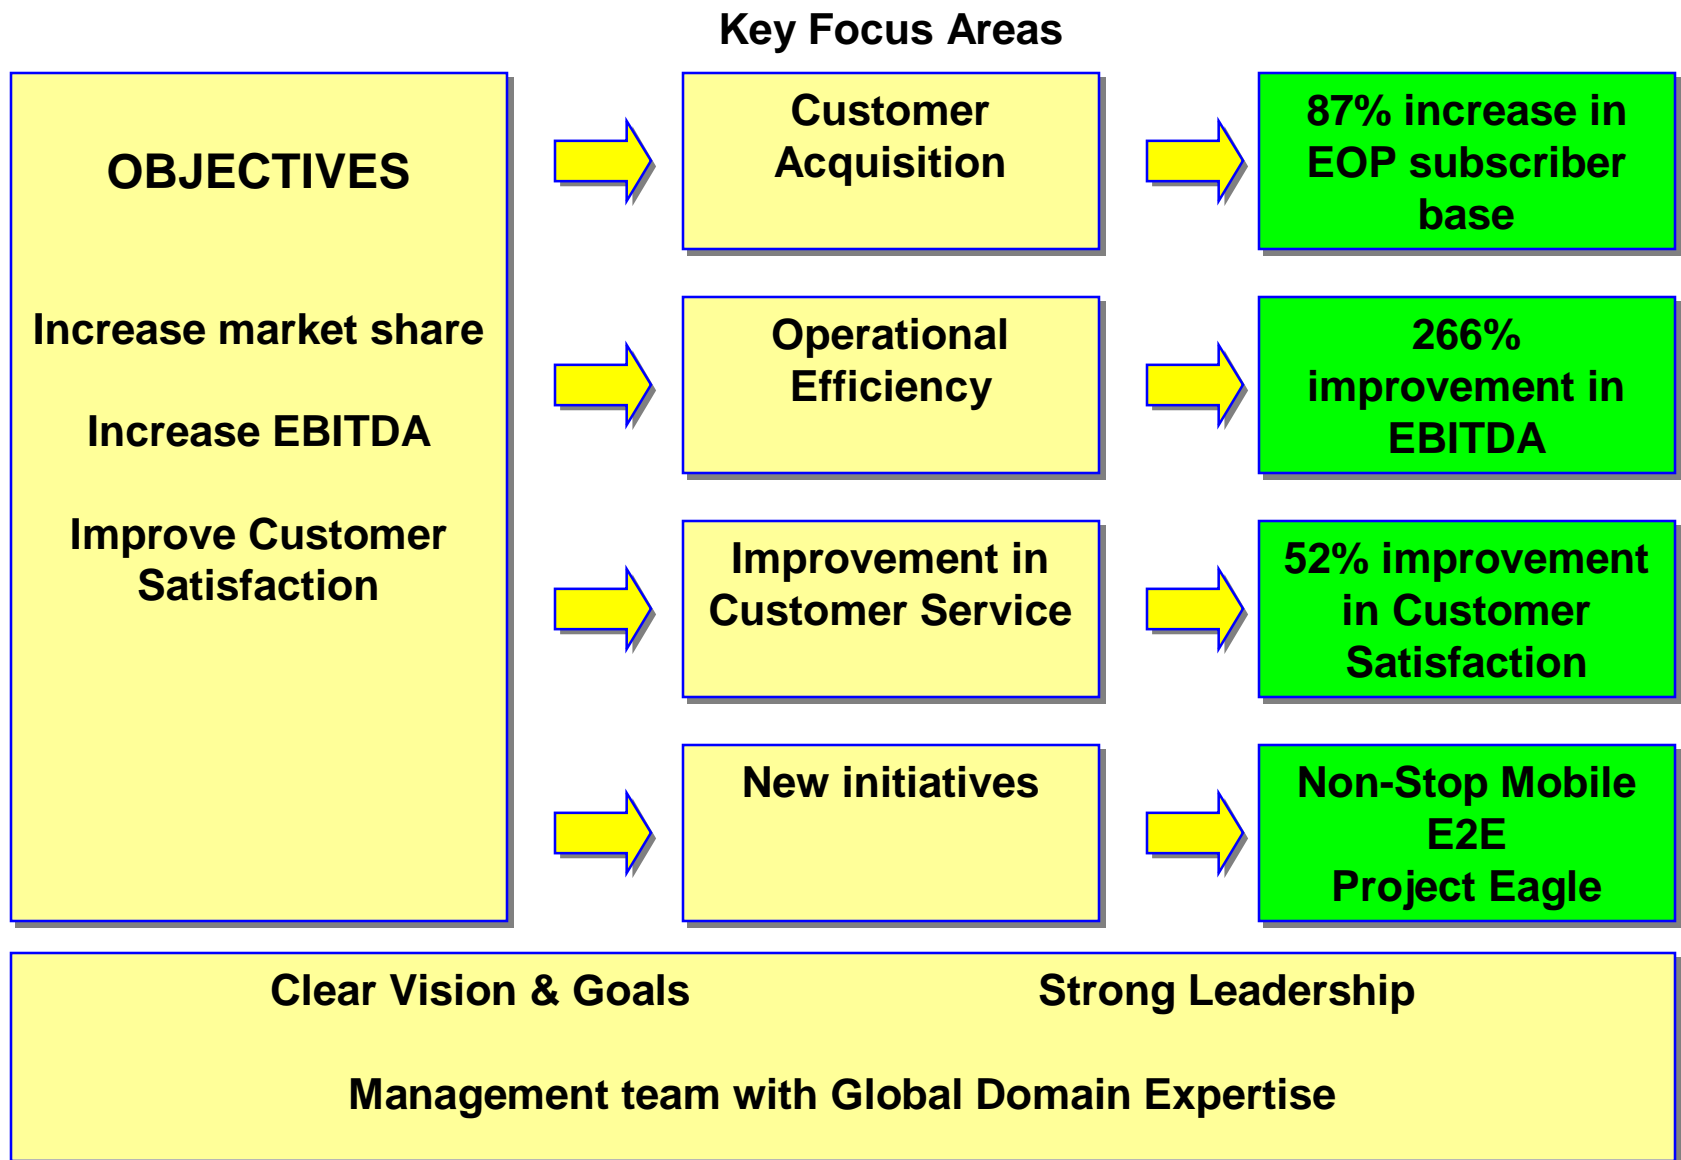 Key Focus Areas
OBJECTIVES
Increase market share
Increase EBITDA
Improve Customer
Satisfaction
Customer
Acquisition
87% increase in
EOP subscriber
base
Operational
Efficiency
266%
improvement in
EBITDA
Improvement in
Customer Service
52% improvement
in Customer
Satisfaction
New initiatives
Non-Stop Mobile
E2E
Project Eagle
Clear Vision & Goals
Strong Leadership
Management team with Global Domain Expertise